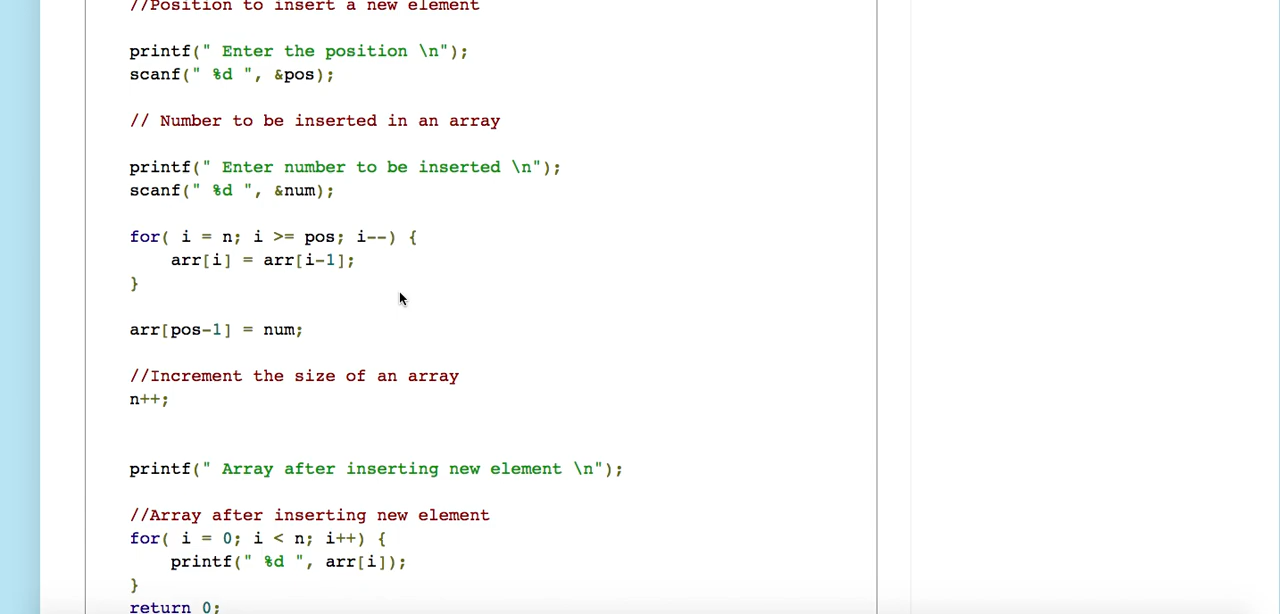 //Position to insert a new element
printf(" Enter the position \n");
scanf(" %d ", &pos);
// Number to be inserted in an array
printf(" Enter number to be inserted \n");
scanf(" %d ", &num);
for( i = n; i >= pos; i--) {
arr[i] = arr[i-1];
}
arr[pos-1] = num;
//Increment the size of an array
n++;
printf(" Array after inserting new element \n");
//Array after inserting new element
for( i = 0; i < n; i++) {
printf(" %d ", arr[i]);
}
return 0;